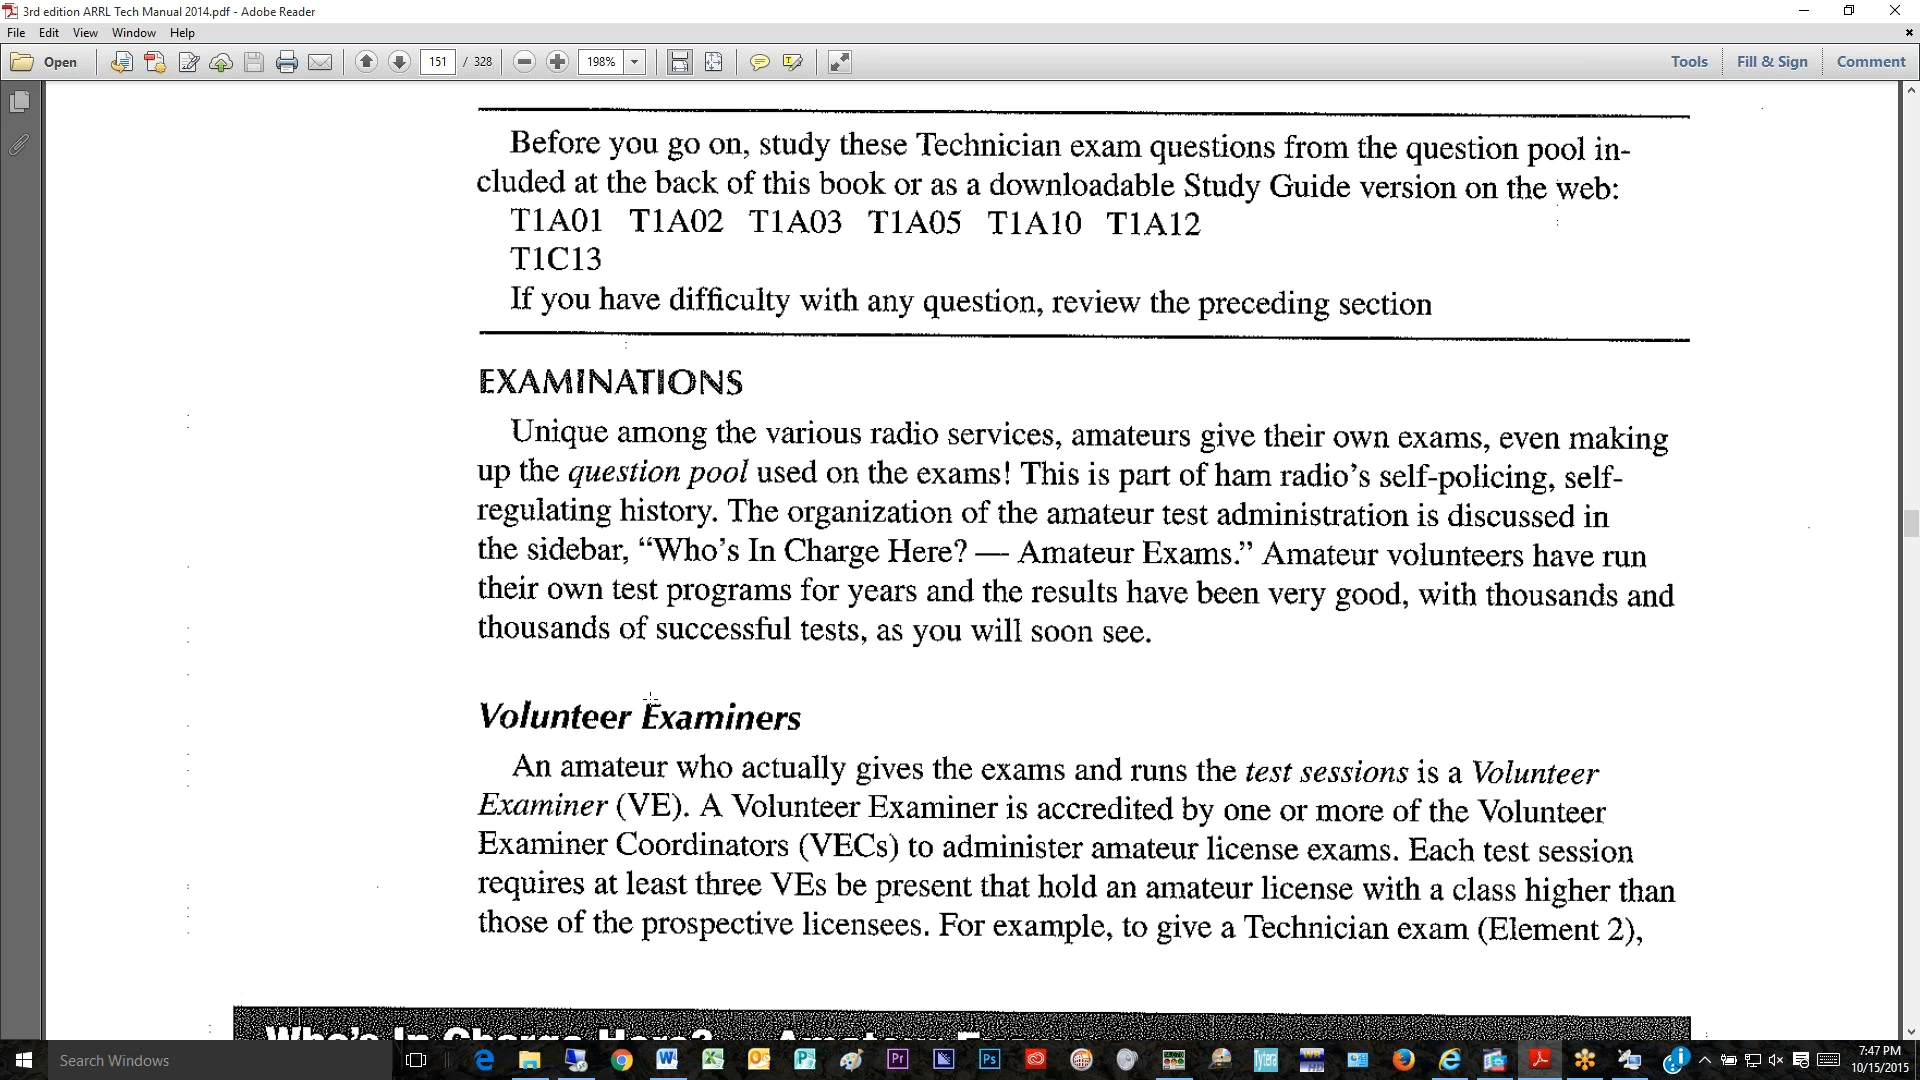 3rd edition ARRL Tech Manual 2014.pdf - Adobe Reader
File Edit View Window Help
Open 151 / 328 198% Tools Fill & Sign Comment
Before you go on, study these Technician exam questions from the question pool in-
cluded at the back of this book or as a downloadable Study Guide version on the web:
T1A01 T1A02 T1A03 T1A05 T1A10 T1A12
T1C13
If you have difficulty with any question, review the preceding section
EXAMINATIONS
Unique among the various radio services, amateurs give their own exams, even making
up the question pool used on the exams! This is part of ham radio's self-policing, self-
regulating history. The organization of the amateur test administration is discussed in
the sidebar, “Who's In Charge Here? — Amateur Exams.” Amateur volunteers have run
their own test programs for years and the results have been very good, with thousands and
thousands of successful tests, as you will soon see.
Volunteer Examiners
An amateur who actually gives the exams and runs the test sessions is a Volunteer
Examiner (VE). A Volunteer Examiner is accredited by one or more of the Volunteer
Examiner Coordinators (VECs) to administer amateur license exams. Each test session
requires at least three VEs be present that hold an amateur license with a class higher than
those of the prospective licensees. For example, to give a Technician exam (Element 2),
Who's In Charge Here? — Amateur Exams
Search Windows
Pr
Ps
7:47 PM
10/15/2015